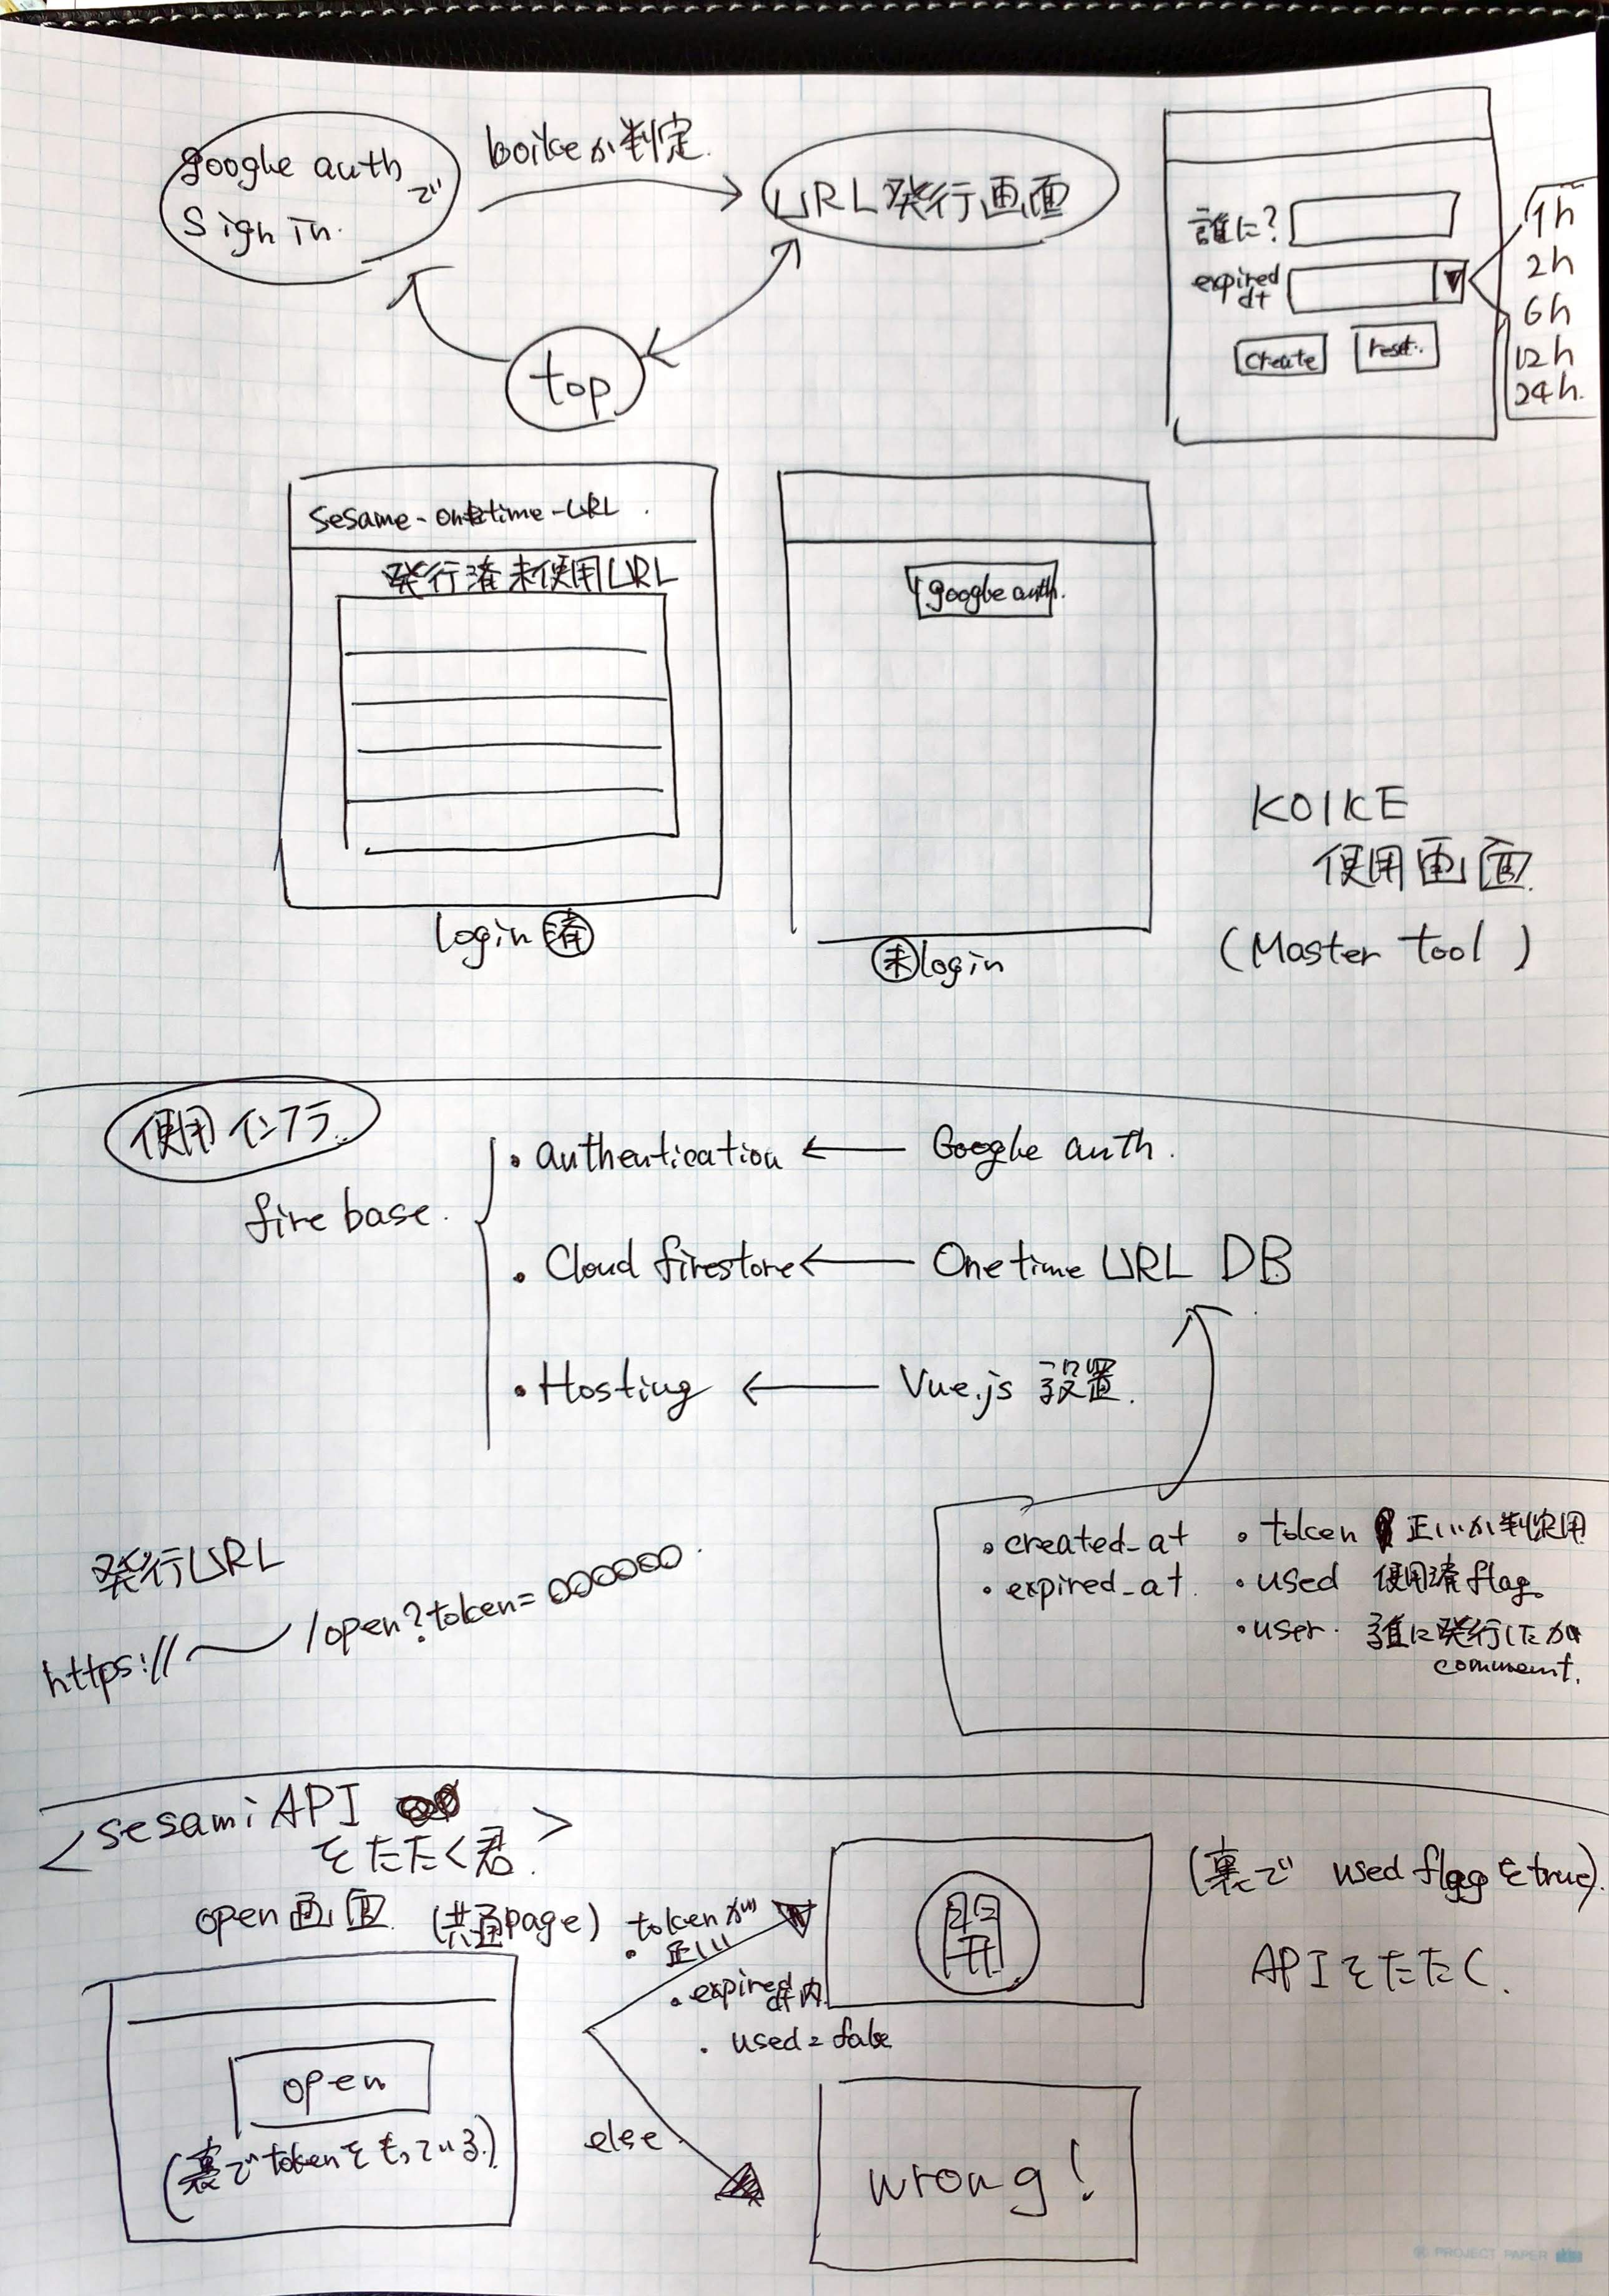 google auth で
Sign in.
koikeか判定.
URL発行画面
top
誰に?
expired
dt
create
reset.
1h
2h
6h
12h
24h.
sesame-onetime-URL
発行済未使用URL
login 済
google auth.
未login
KOIKE
使用画面.
(Master tool)
使用インフラ.
firebase.
・authentication ← Google auth.
・Cloud firestore ← Onetime URL DB
・Hosting ← Vue.js 設置.
・created_at
・expired_at.
・token 正しいか判定用
・used 使用済flag.
・user. 誰に発行したか
comment.
発行URL
https://〜/open?token=○○○○○○
<sesami API
をたたく君.>
open画面. (共通page)
open
(裏でtokenをもっている.)
・tokenが
正しい
・expired
dt内.
・used=false
else.
開
(裏で used flagをtrue).
APIをたたく.
wrong!
PROJECT PAPER